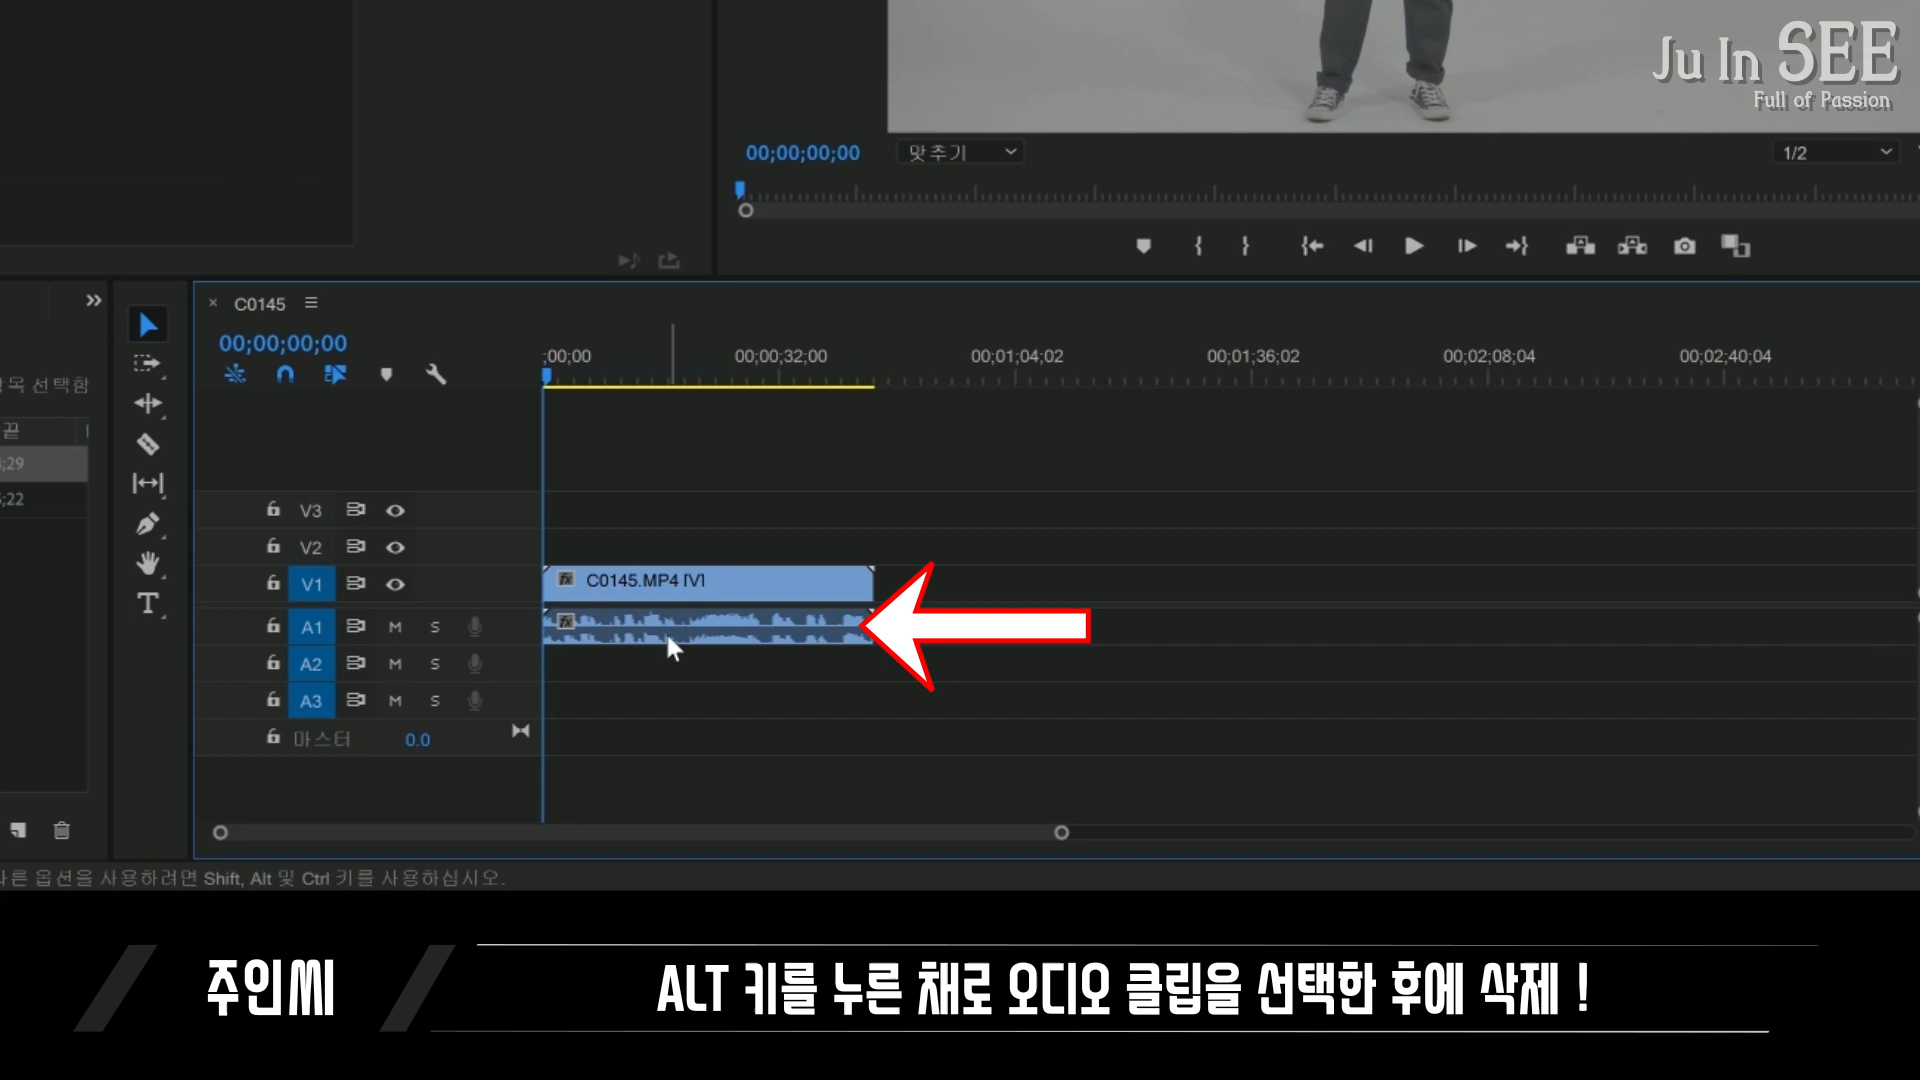 Ju In SEE
Full of Passion
00;00;00;00
맞추기
1/2
C0145
00;00;00;00
;00;00
00;00;32;00
00;01;04;02
00;01;36;02
00;02;08;04
00;02;40;04
목 선택함
끝
;29
;22
V3
V2
V1
fx C0145.MP4 [V]
A1 M S
fx
A2 M S
A3 M S
마스터 0.0
다른 옵션을 사용하려면 Shift, Alt 및 Ctrl 키를 사용하십시오.
주인씨
ALT 키를 누른 채로 오디오 클립을 선택한 후에 삭제 !